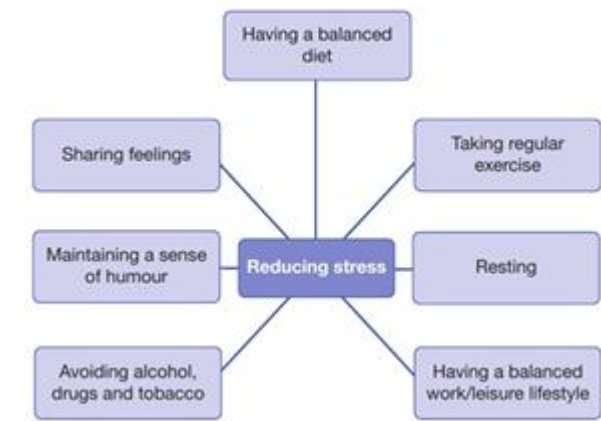 Having a balanced
diet
Sharing feelings
Taking regular
exercise
Maintaining a sense
of humour
Reducing stress
Resting
Avoiding alcohol,
drugs and tobacco
Having a balanced
work/leisure lifestyle